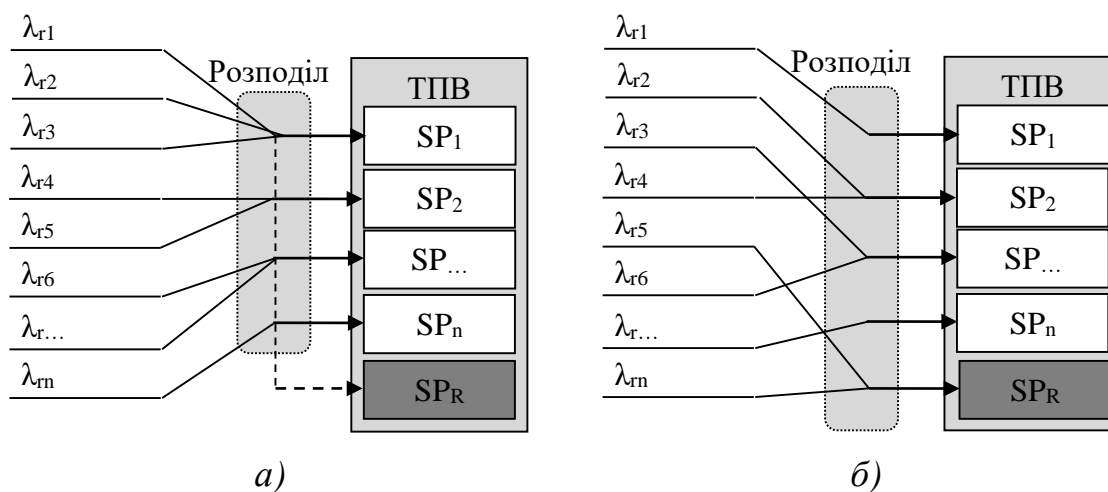 λr1
λr2
λr3
λr4
λr5
λr6
λr…
λrn
Розподіл
ТПВ
SP1
SP2
SP…
SPn
SPR
а)
λr1
λr2
λr3
λr4
λr5
λr6
λr…
λrn
Розподіл
ТПВ
SP1
SP2
SP…
SPn
SPR
б)